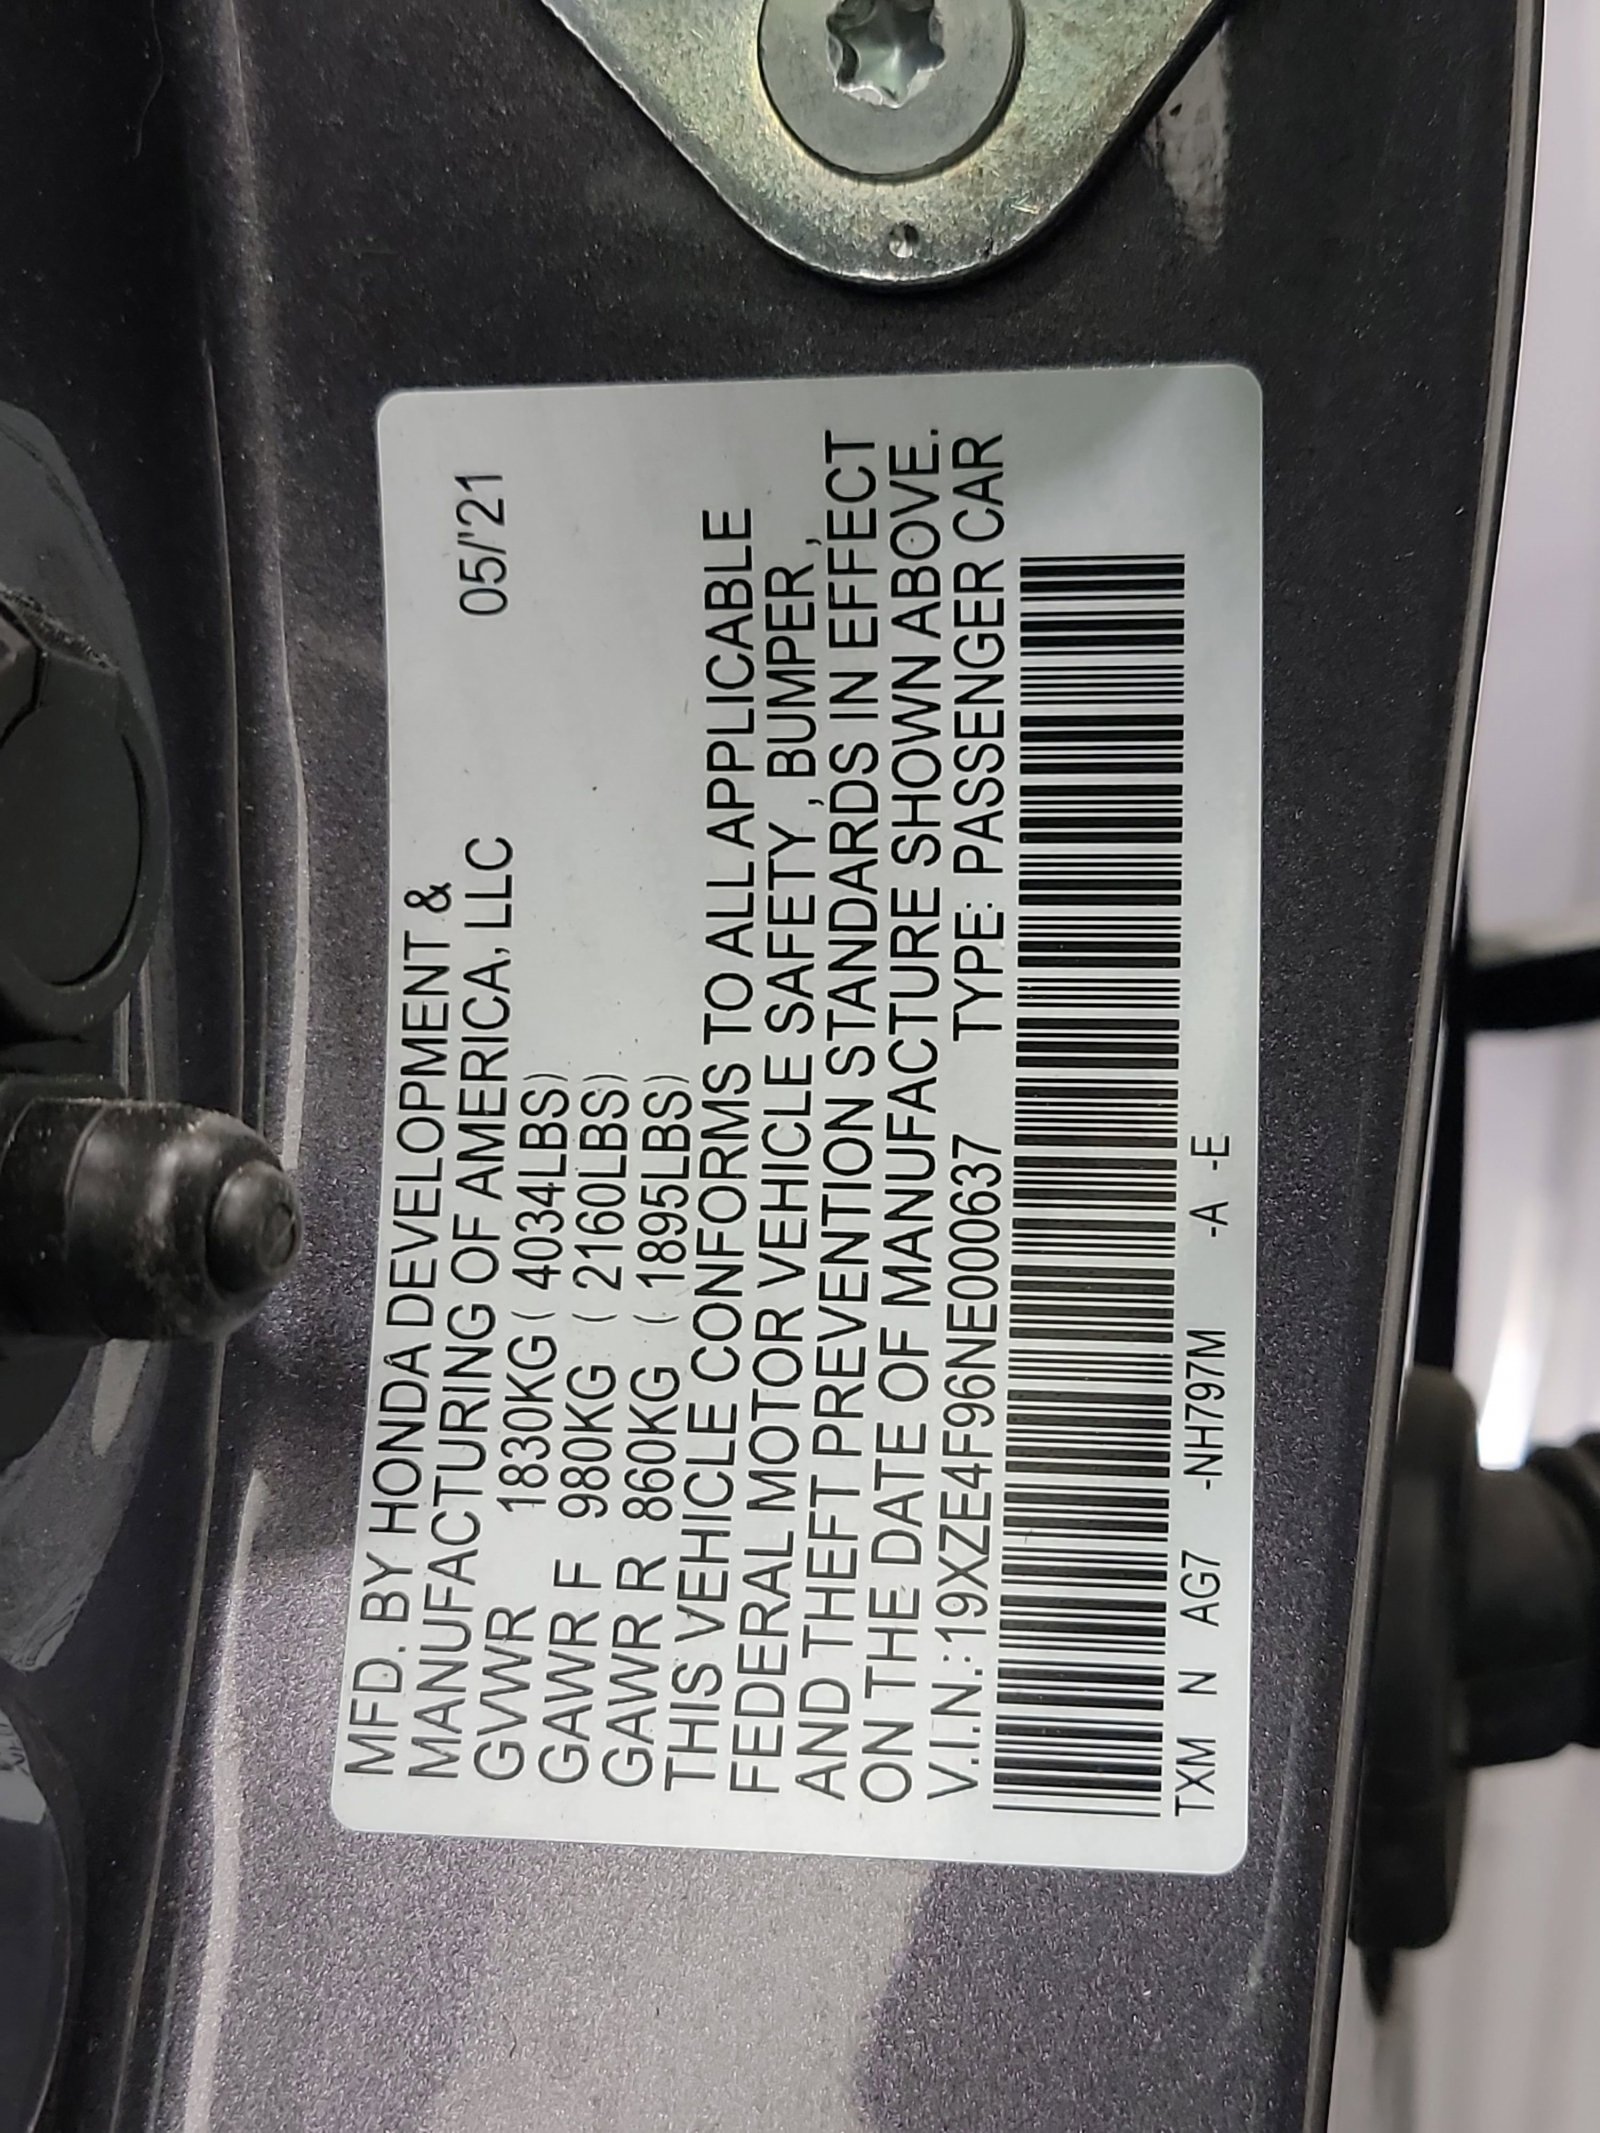 MFD. BY HONDA DEVELOPMENT &
MANUFACTURING OF AMERICA, LLC 05/'21
GVWR 1830KG ( 4034LBS)
GAWR F 980KG ( 2160LBS)
GAWR R 860KG ( 1895LBS)
THIS VEHICLE CONFORMS TO ALL APPLICABLE
FEDERAL MOTOR VEHICLE SAFETY , BUMPER ,
AND THEFT PREVENTION STANDARDS IN EFFECT
ON THE DATE OF MANUFACTURE SHOWN ABOVE.
V.I.N.: 19XZE4F96NE000637 TYPE: PASSENGER CAR
TXM N AG7 -NH797M -A -E